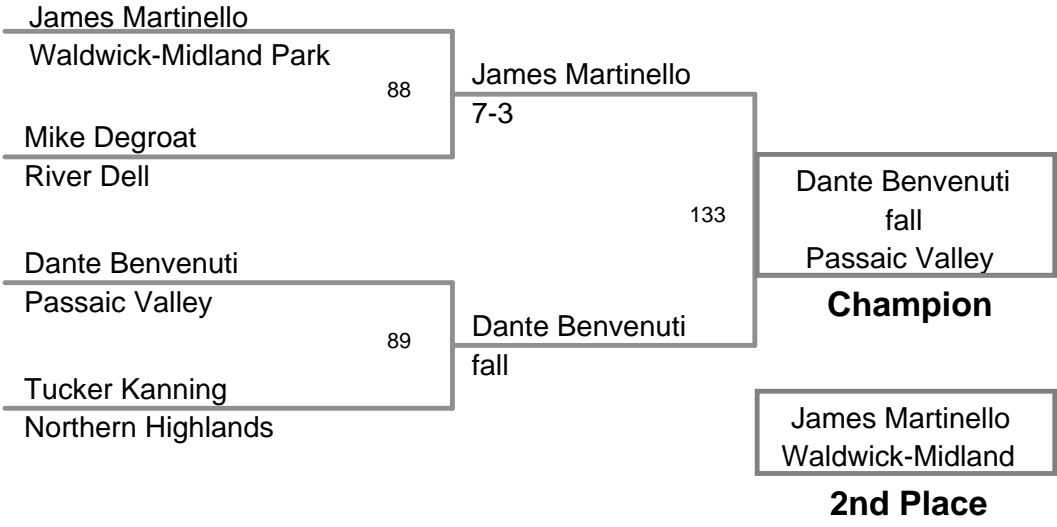 James Martinello
Waldwick-Midland Park
88
Mike Degroat
River Dell
James Martinello
7-3
Dante Benvenuti
Passaic Valley
89
Tucker Kanning
Northern Highlands
Dante Benvenuti
fall
133
Dante Benvenuti
fall
Passaic Valley
Champion
James Martinello
Waldwick-Midland
2nd Place